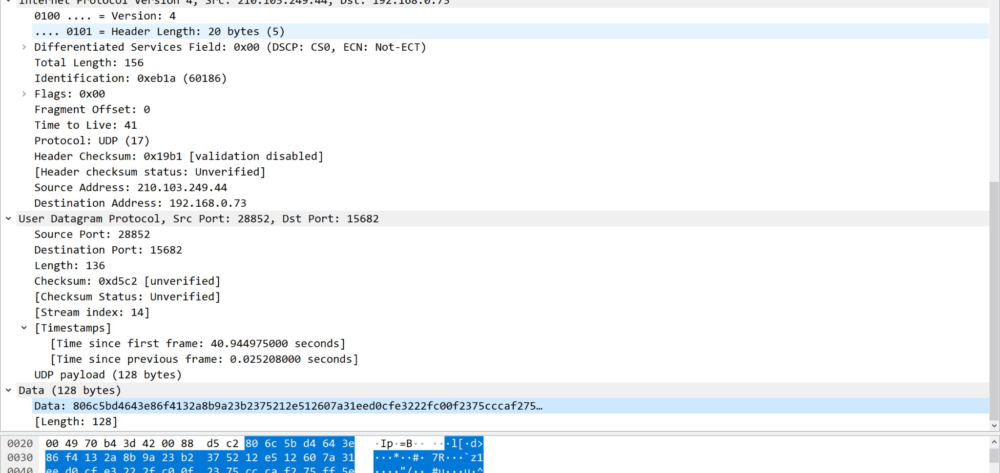 Internet Protocol Version 4, Src: 210.103.249.44, Dst: 192.168.0.73
0100 .... = Version: 4
.... 0101 = Header Length: 20 bytes (5)
Differentiated Services Field: 0x00 (DSCP: CS0, ECN: Not-ECT)
Total Length: 156
Identification: 0xeb1a (60186)
Flags: 0x00
Fragment Offset: 0
Time to Live: 41
Protocol: UDP (17)
Header Checksum: 0x19b1 [validation disabled]
[Header checksum status: Unverified]
Source Address: 210.103.249.44
Destination Address: 192.168.0.73
User Datagram Protocol, Src Port: 28852, Dst Port: 15682
Source Port: 28852
Destination Port: 15682
Length: 136
Checksum: 0xd5c2 [unverified]
[Checksum Status: Unverified]
[Stream index: 14]
[Timestamps]
[Time since first frame: 40.944975000 seconds]
[Time since previous frame: 0.025208000 seconds]
UDP payload (128 bytes)
Data (128 bytes)
Data: 806c5bd4643e86f4132a8b9a23b2375212e512607a31eed0cfe3222fc00f2375cccaf275…
[Length: 128]
0020 00 49 70 b4 3d 42 00 88 d5 c2 80 6c 5b d4 64 3e ·Ip·=B·· ···l[·d>
0030 86 f4 13 2a 8b 9a 23 b2 37 52 12 e5 12 60 7a 31 ···*··#· 7R···`z1
0040 ee d0 cf e3 22 2f c0 0f 23 75 cc ca f2 75 ff 5e ····"/·· #u···u·^